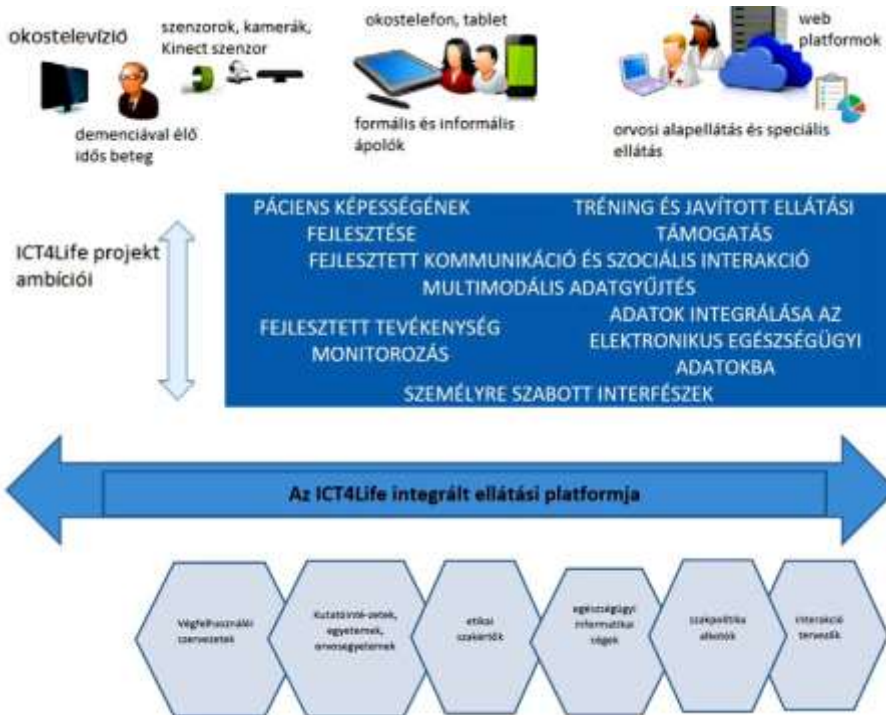 okostelevízió
szenzorok, kamerák,
Kinect szenzor
demenciával élő
idős beteg
okostelefon, tablet
formális és informális
ápolók
web
platformok
orvosi alapellátás és speciális
ellátás
ICT4Life projekt
ambíciói
PÁCIENS KÉPESSÉGÉNEK
FEJLESZTÉSE
TRÉNING ÉS JAVÍTOTT ELLÁTÁSI
TÁMOGATÁS
FEJLESZTETT KOMMUNIKÁCIÓ ÉS SZOCIÁLIS INTERAKCIÓ
MULTIMODÁLIS ADATGYŰJTÉS
FEJLESZTETT TEVÉKENYSÉG
MONITOROZÁS
ADATOK INTEGRÁLÁSA AZ
ELEKTRONIKUS EGÉSZSÉGÜGYI
ADATOKBA
SZEMÉLYRE SZABOTT INTERFÉSZEK
Az ICT4Life integrált ellátási platformja
Végfelhasználói
szervezetek
Kutatóinté-zetek,
egyetemek,
orvosegyetemek
etikai
szakértők
egészségügyi
informatikai
cégek
szakpolitika
alkotók
interakció
tervezők